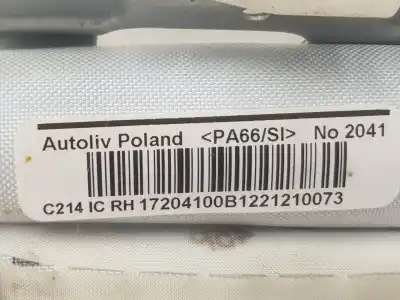 Autoliv Poland <PA66/SI> No 2041
C214 IC RH 17204100B1221210073